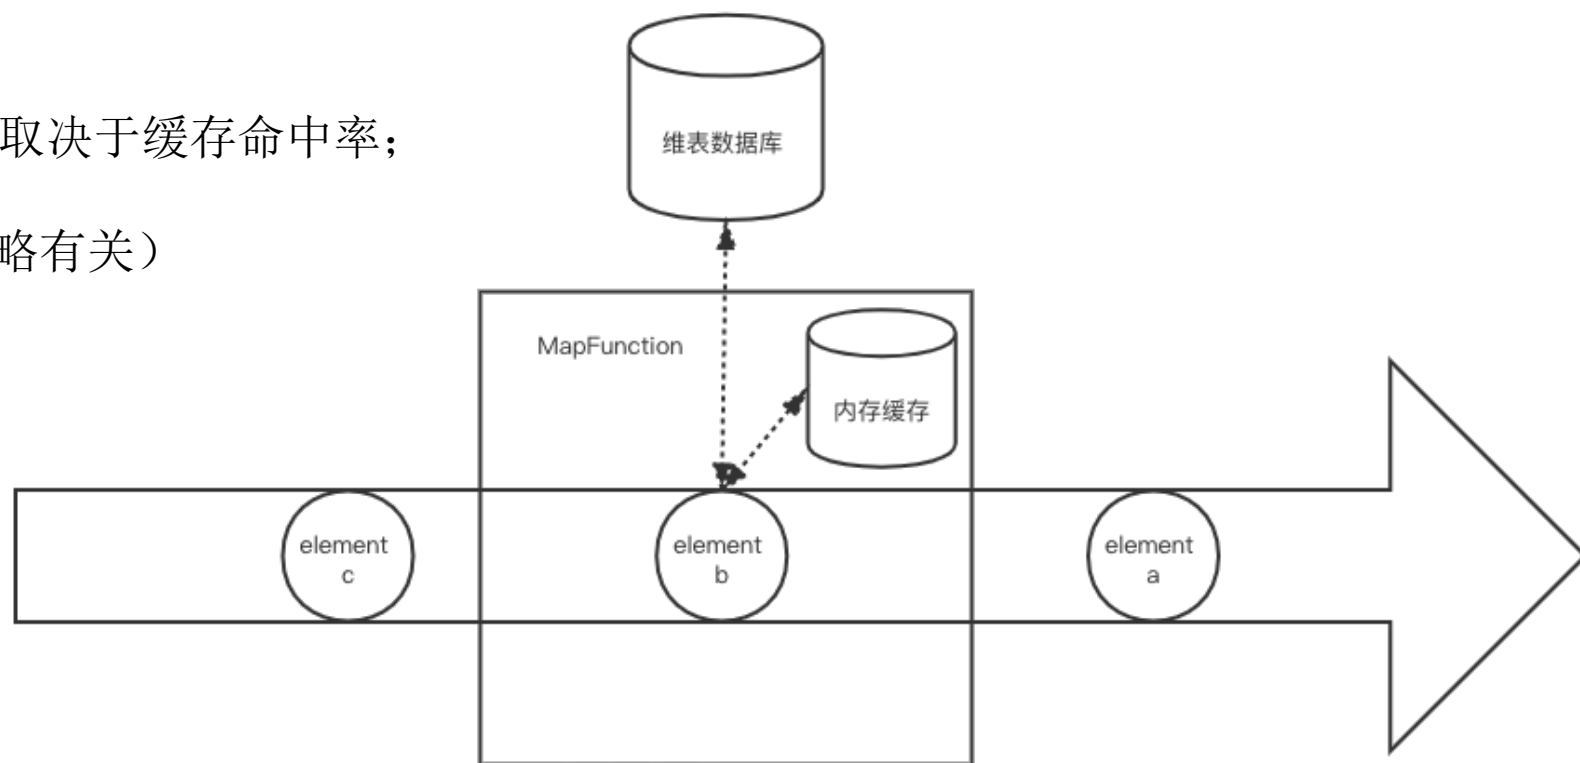 取决于缓存命中率；
略有关）
维表数据库
MapFunction
内存缓存
element
c
element
b
element
a